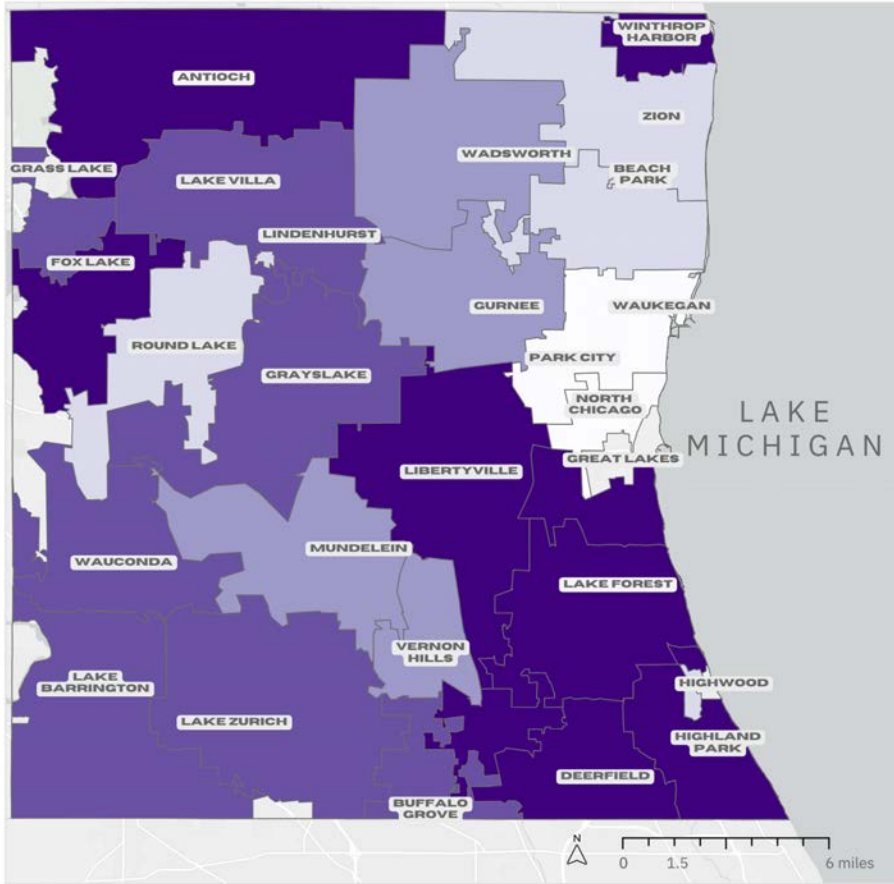 WINTHROP
HARBOR
ANTIOCH
ZION
WADSWORTH
GRASS LAKE
BEACH
PARK
LAKE VILLA
LINDENHURST
FOX LAKE
GURNEE
WAUKEGAN
ROUND LAKE
PARK CITY
GRAYSLAKE
NORTH
CHICAGO
LAKE
MICHIGAN
GREAT LAKES
LIBERTYVILLE
MUNDELEIN
WAUCONDA
LAKE FOREST
VERNON
HILLS
LAKE
BARRINGTON
HIGHWOOD
LAKE ZURICH
HIGHLAND
PARK
DEERFIELD
BUFFALO
GROVE
N
0 1.5 6 miles